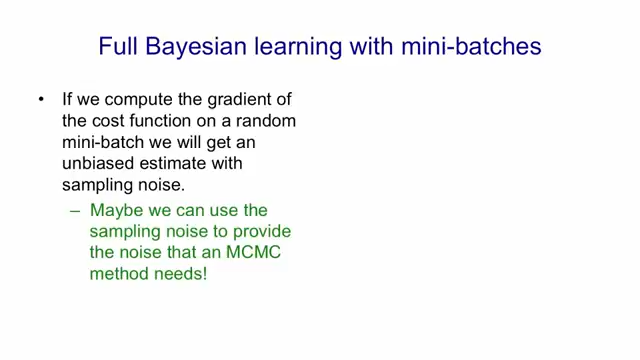 Full Bayesian learning with mini-batches
• If we compute the gradient of
the cost function on a random
mini-batch we will get an
unbiased estimate with
sampling noise.
– Maybe we can use the
sampling noise to provide
the noise that an MCMC
method needs!